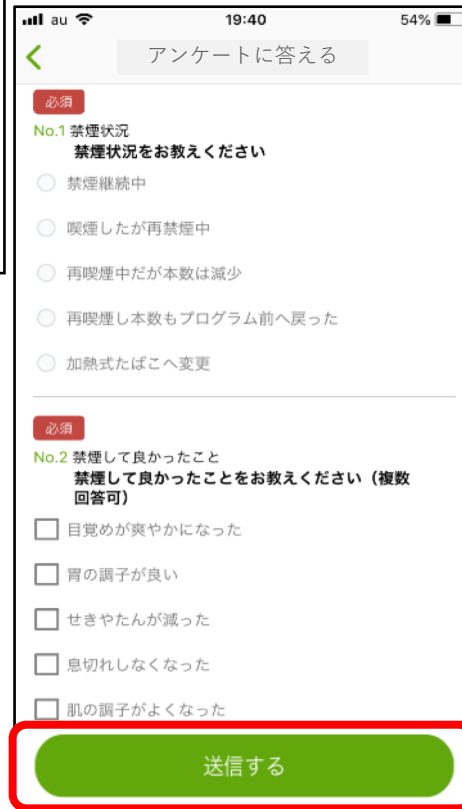 au 19:40 54%
アンケートに答える
必須
No.1 禁煙状況
禁煙状況をお教えください
禁煙継続中
喫煙したが再禁煙中
再喫煙中だが本数は減少
再喫煙し本数もプログラム前へ戻った
加熱式たばこへ変更
必須
No.2 禁煙して良かったこと
禁煙して良かったことをお教えください（複数
回答可）
目覚めが爽やかになった
胃の調子が良い
せきやたんが減った
息切れしなくなった
肌の調子がよくなった
送信する